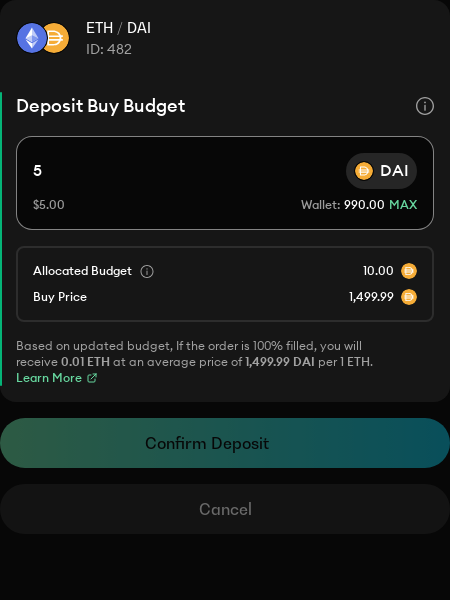 ETH / DAI
ID: 482
Deposit Buy Budget
5
DAI
$5.00
Wallet: 990.00 MAX
Allocated Budget
10.00
Buy Price
1,499.99
Based on updated budget, If the order is 100% filled, you will
receive 0.01 ETH at an average price of 1,499.99 DAI per 1 ETH.
Learn More
Confirm Deposit
Cancel